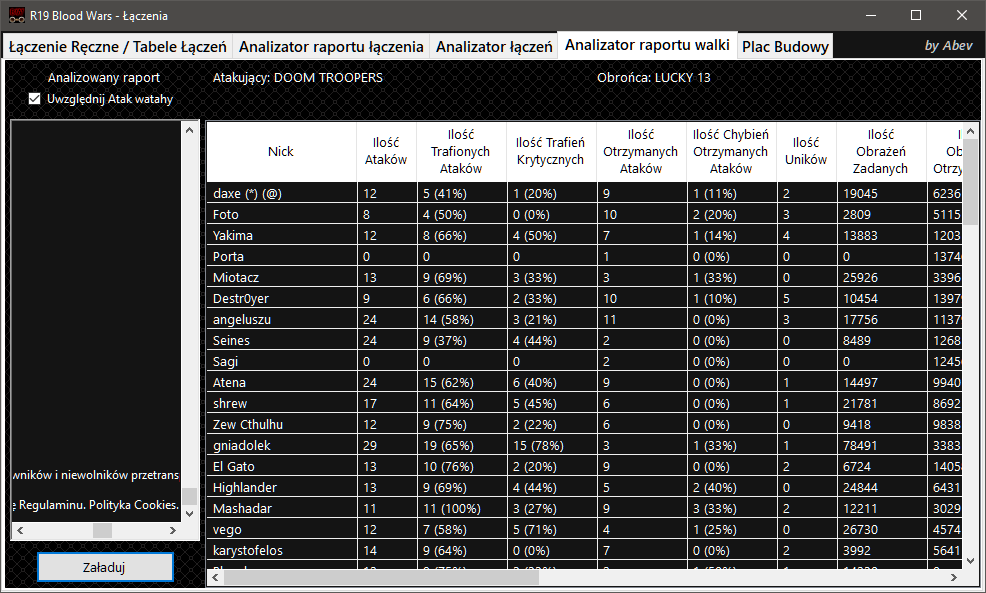 R19 Blood Wars - Łączenia
Łączenie Ręczne / Tabele Łączeń Analizator raportu łączenia Analizator łączeń Analizator raportu walki Plac Budowy by Abev
Analizowany raport Atakujący: DOOM TROOPERS Obrońca: LUCKY 13
Uwzględnij Atak watahy
Nick Ilość Ataków Ilość Trafionych Ataków Ilość Trafień Krytycznych Ilość Otrzymanych Ataków Ilość Chybień Otrzymanych Ataków Ilość Uników Ilość Obrażeń Zadanych
daxe (*) (@) 12 5 (41%) 1 (20%) 9 1 (11%) 2 19045 6236
Foto 8 4 (50%) 0 (0%) 10 2 (20%) 3 2809 5115
Yakima 12 8 (66%) 4 (50%) 7 1 (14%) 4 13883 1203
Porta 0 0 0 1 0 (0%) 0 0 1374
Miotacz 13 9 (69%) 3 (33%) 3 1 (33%) 0 25926 3396
Destr0yer 9 6 (66%) 2 (33%) 10 1 (10%) 5 10454 1397
angeluszu 24 14 (58%) 3 (21%) 11 0 (0%) 3 17756 1137
Seines 24 9 (37%) 4 (44%) 2 0 (0%) 0 8489 1268
Sagi 0 0 0 2 0 (0%) 0 0 1245
Atena 24 15 (62%) 6 (40%) 9 0 (0%) 1 14497 9940
shrew 17 11 (64%) 5 (45%) 6 0 (0%) 1 21781 8692
Zew Cthulhu 12 9 (75%) 2 (22%) 6 0 (0%) 0 9418 9838
gniadolek 29 19 (65%) 15 (78%) 3 1 (33%) 1 78491 3383
El Gato 13 10 (76%) 2 (20%) 9 0 (0%) 2 6724 1405
Highlander 13 9 (69%) 4 (44%) 5 2 (40%) 0 24844 6431
Mashadar 11 11 (100%) 3 (27%) 9 3 (33%) 2 12211 3029
vego 12 7 (58%) 5 (71%) 4 1 (25%) 0 26730 4574
karystofelos 14 9 (64%) 0 (0%) 7 0 (0%) 2 3992 5641
wników i niewolników przetrans
ę Regulaminu. Polityka Cookies.
Załaduj